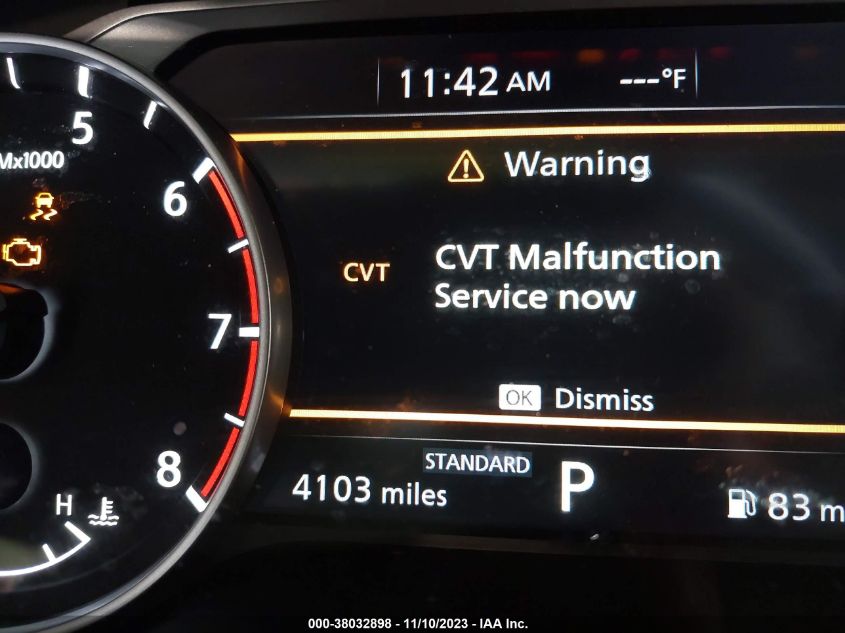 11:42 AM
---°F
5
Mx1000
6
7
8
H
Warning
CVT
CVT Malfunction
Service now
OK Dismiss
STANDARD
4103 miles
P
83 m
000-38032898 - 11/10/2023 - IAA Inc.